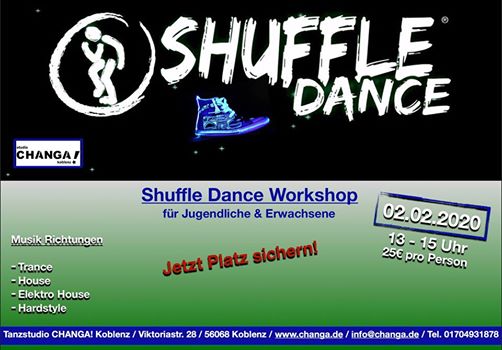 SHUFFLE®
DANCE
studio
CHANGA!
koblenz
Shuffle Dance Workshop
für Jugendliche & Erwachsene
02.02.2020
13 - 15 Uhr
25€ pro Person
Musik Richtungen
- Trance
- House
- Elektro House
- Hardstyle
Jetzt Platz sichern!
Tanzstudio CHANGA! Koblenz / Viktoriastr. 28 / 56068 Koblenz / www.changa.de / info@changa.de / Tel. 01704931878